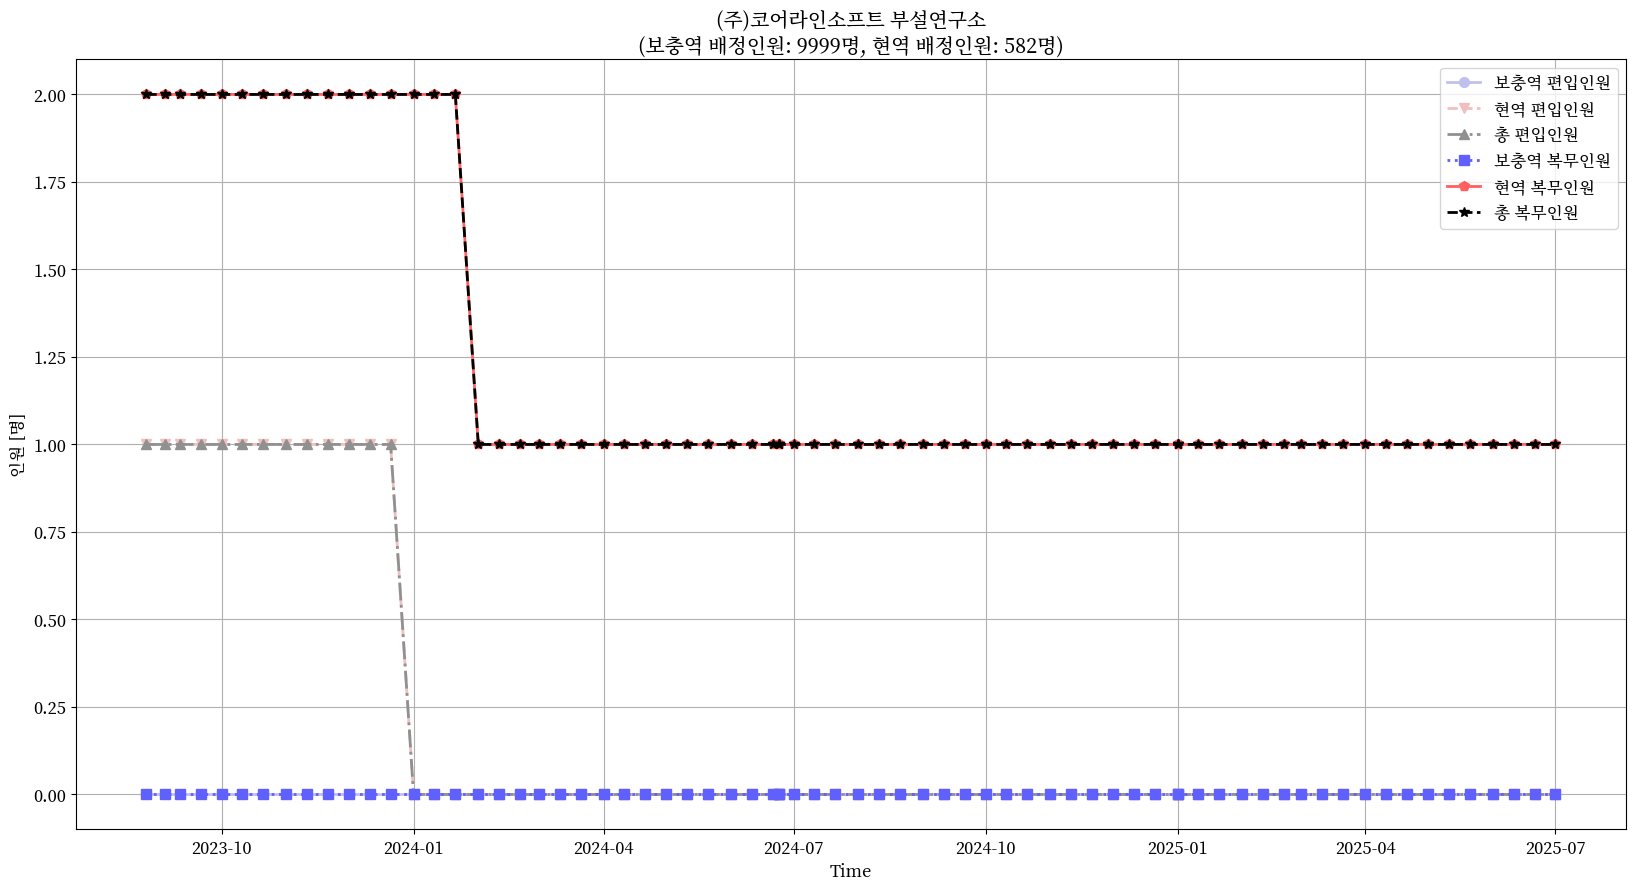 (주)코어라인소프트 부설연구소
(보충역 배정인원: 9999명, 현역 배정인원: 582명)
보충역 편입인원
현역 편입인원
총 편입인원
보충역 복무인원
현역 복무인원
총 복무인원
인원 [명]
2.00
1.75
1.50
1.25
1.00
0.75
0.50
0.25
0.00
2023-10
2024-01
2024-04
2024-07
2024-10
2025-01
2025-04
2025-07
Time